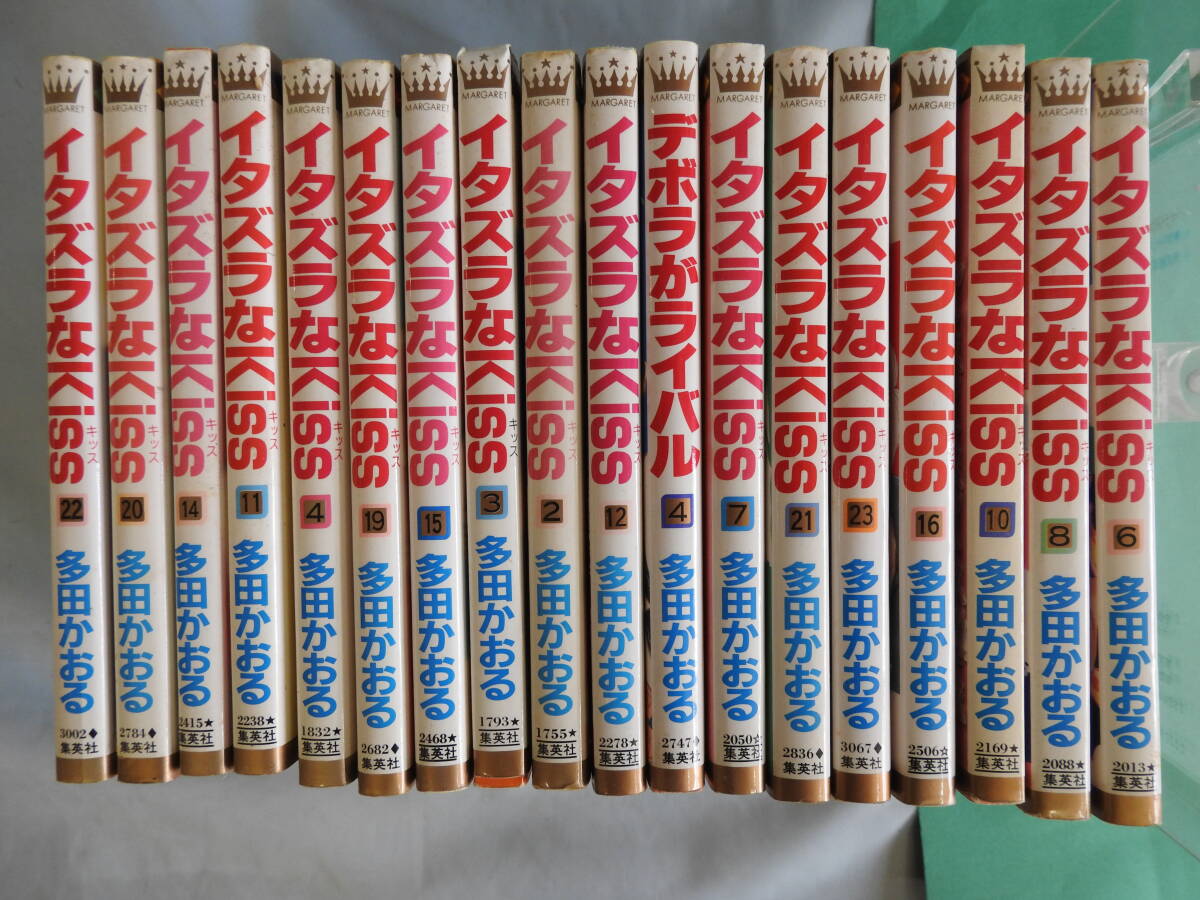 MARGARET
イタズラなKiss
キッス
22
多田かおる
3002♦
集英社
MARGARET
イタズラなKiss
キッス
20
多田かおる
2784♦
集英社
MARGARET
イタズラなKiss
キッス
14
多田かおる
2415★
集英社
MARGARET
イタズラなKiss
キッス
11
多田かおる
2238★
集英社
MARGARET
イタズラなKiss
キッス
4
多田かおる
1832★
集英社
MARGARET
イタズラなKiss
キッス
19
多田かおる
2682♦
集英社
MARGARET
イタズラなKiss
キッス
15
多田かおる
2468★
集英社
MARGARET
イタズラなKiss
キッス
3
多田かおる
1793★
集英社
MARGARET
イタズラなKiss
キッス
2
多田かおる
1755★
集英社
MARGARET
イタズラなKiss
キッス
12
多田かおる
2278★
集英社
MARGARET
デボラがライバル
4
多田かおる
2747♦
集英社
MARGARET
イタズラなKiss
キッス
7
多田かおる
2050☆
集英社
MARGARET
イタズラなKiss
キッス
21
多田かおる
2836♦
集英社
MARGARET
イタズラなKiss
キッス
23
多田かおる
3067♦
集英社
MARGARET
イタズラなKiss
キッス
16
多田かおる
2506☆
集英社
MARGARET
イタズラなKiss
キッス
10
多田かおる
2169★
集英社
MARGARET
イタズラなKiss
キッス
8
多田かおる
2088★
集英社
MARGARET
イタズラなKiss
キッス
6
多田かおる
2013★
集英社